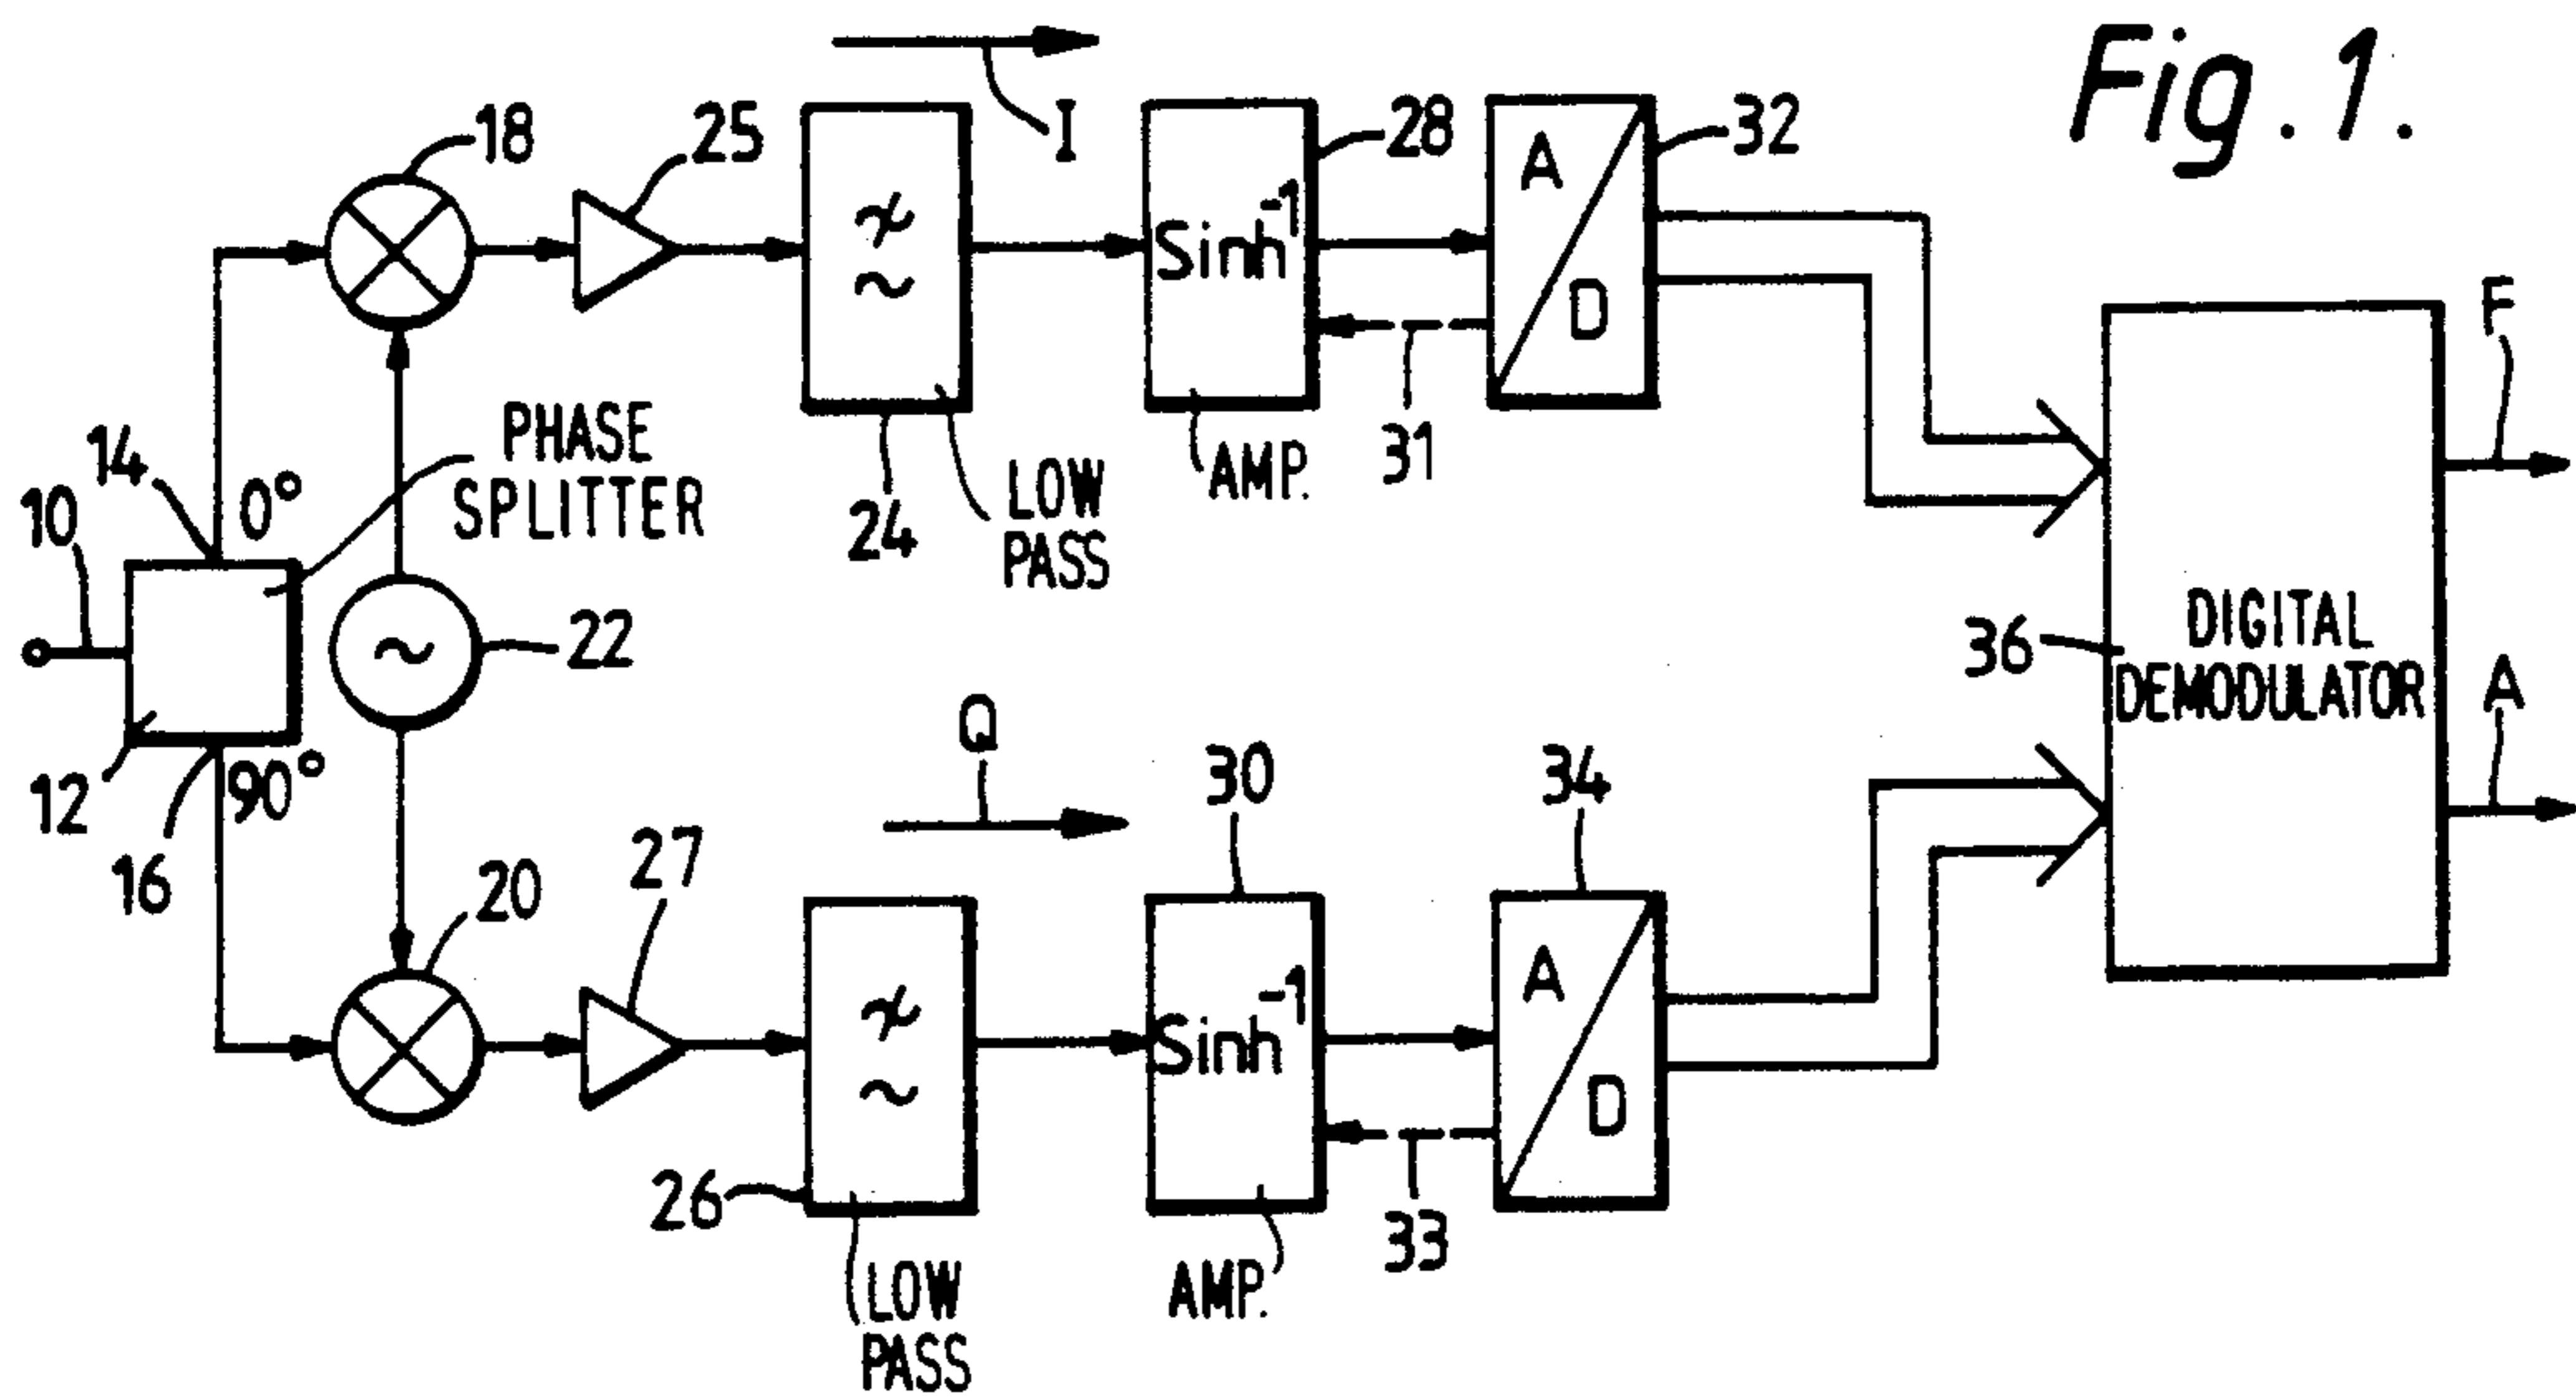 Fig. 1.
I
18
25
28
32
A
D
Sinh⁻¹
31
PHASE
SPLITTER
14
0°
10
LOW
PASS
24
AMP.
F
22
36
DIGITAL
DEMODULATOR
A
12
90°
16
Q
20
27
30
34
A
D
Sinh⁻¹
26
33
LOW
PASS
AMP.